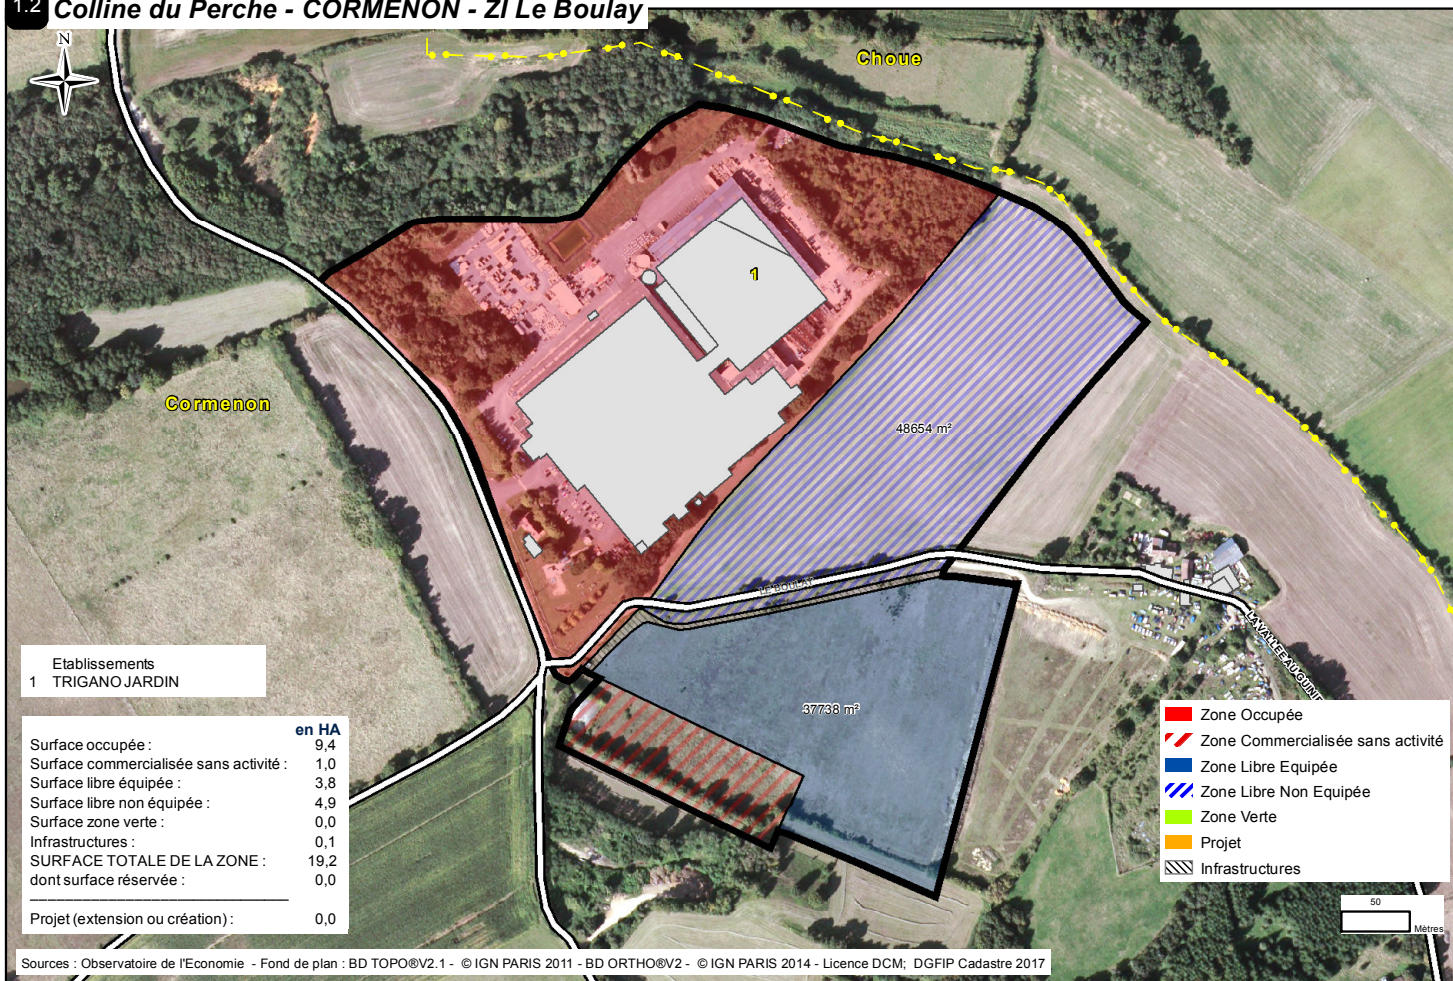 1.2 Colline du Perche - CORMENON - ZI Le Boulay
N
Choue
1
Cormenon
48654 m²
LE BOULAY
LA VALLEE AU GUINIE
37738 m²
Etablissements
1 TRIGANO JARDIN
en HA
Surface occupée : 9,4
Surface commercialisée sans activité : 1,0
Surface libre équipée : 3,8
Surface libre non équipée : 4,9
Surface zone verte : 0,0
Infrastructures : 0,1
SURFACE TOTALE DE LA ZONE : 19,2
dont surface réservée : 0,0
Projet (extension ou création) : 0,0
Zone Occupée
Zone Commercialisée sans activité
Zone Libre Equipée
Zone Libre Non Equipée
Zone Verte
Projet
Infrastructures
50
Mètres
Sources : Observatoire de l'Economie - Fond de plan : BD TOPO®V2.1 - © IGN PARIS 2011 - BD ORTHO®V2 - © IGN PARIS 2014 - Licence DCM; DGFIP Cadastre 2017